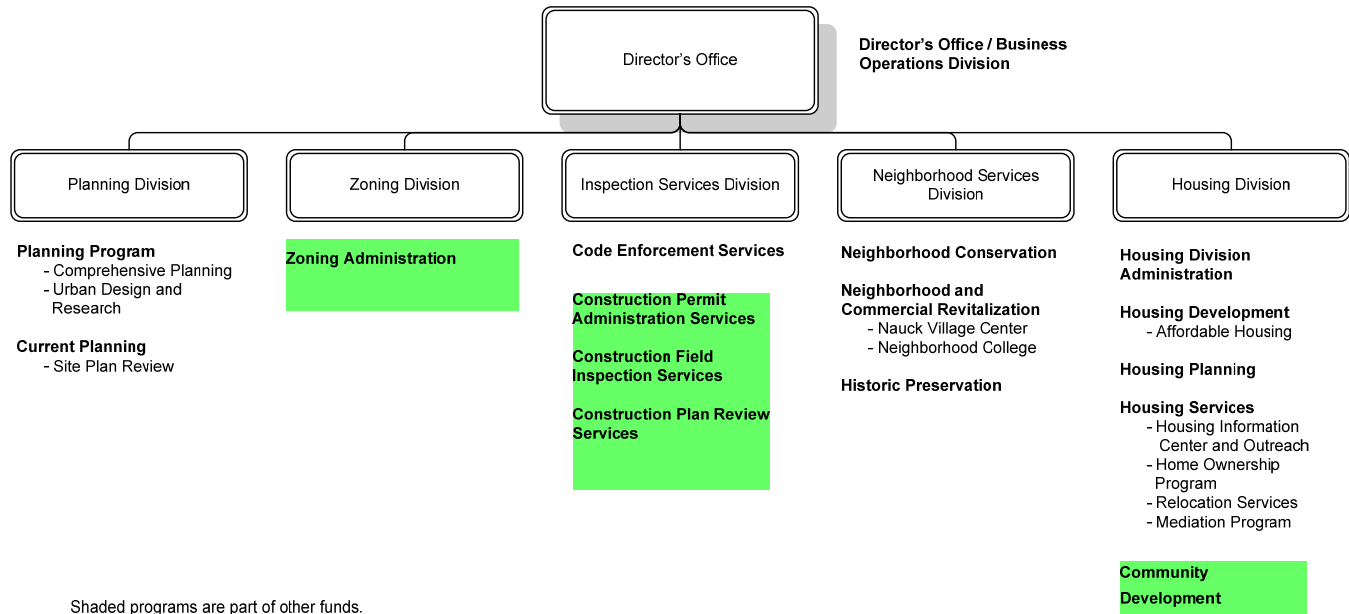 Director’s Office
Director’s Office / Business
Operations Division
Planning Division
Zoning Division
Inspection Services Division
Neighborhood Services
Division
Housing Division
Planning Program
- Comprehensive Planning
- Urban Design and
Research
Current Planning
- Site Plan Review
Zoning Administration
Code Enforcement Services
Construction Permit
Administration Services
Construction Field
Inspection Services
Construction Plan Review
Services
Neighborhood Conservation
Neighborhood and
Commercial Revitalization
- Nauck Village Center
- Neighborhood College
Historic Preservation
Housing Division
Administration
Housing Development
- Affordable Housing
Housing Planning
Housing Services
- Housing Information
Center and Outreach
- Home Ownership
Program
- Relocation Services
- Mediation Program
Community
Development
Shaded programs are part of other funds.